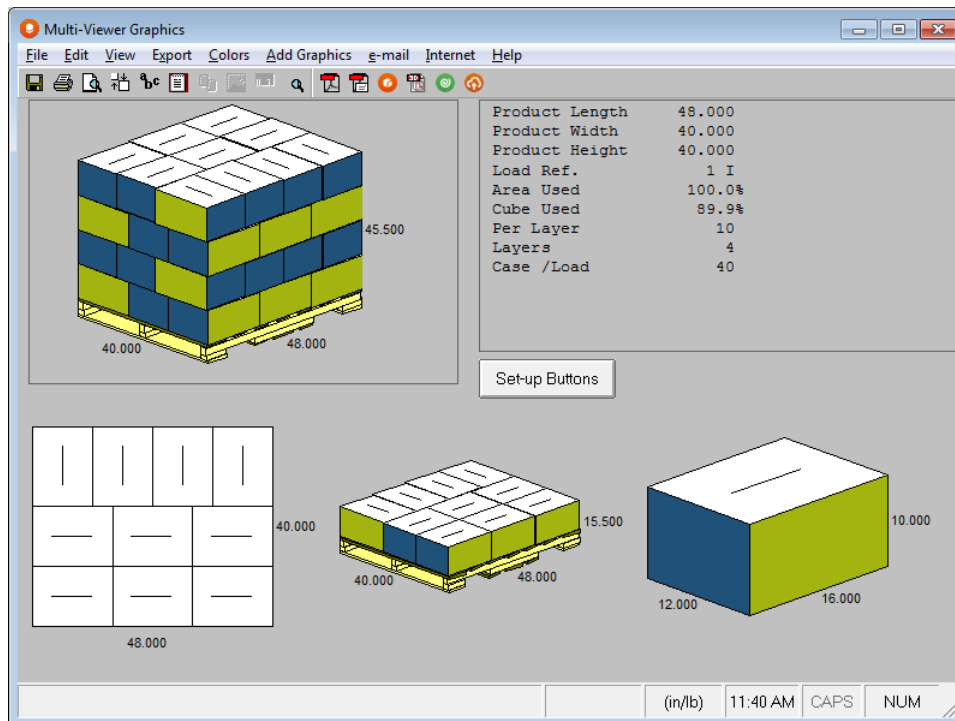 Multi-Viewer Graphics
File Edit View Export Colors Add Graphics e-mail Internet Help
abc
Product Length 48.000
Product Width 40.000
Product Height 40.000
Load Ref. 1 I
Area Used 100.0%
Cube Used 89.9%
Per Layer 10
Layers 4
Case /Load 40
45.500
40.000
48.000
Set-up Buttons
40.000
48.000
15.500
40.000
48.000
10.000
12.000
16.000
(in/lb) 11:40 AM CAPS NUM